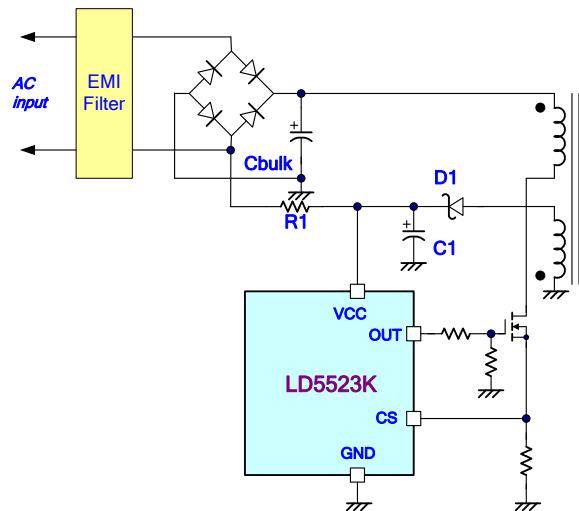 AC
input
EMI
Filter
+
Cbulk
R1
D1
+
C1
VCC
OUT
LD5523K
CS
GND